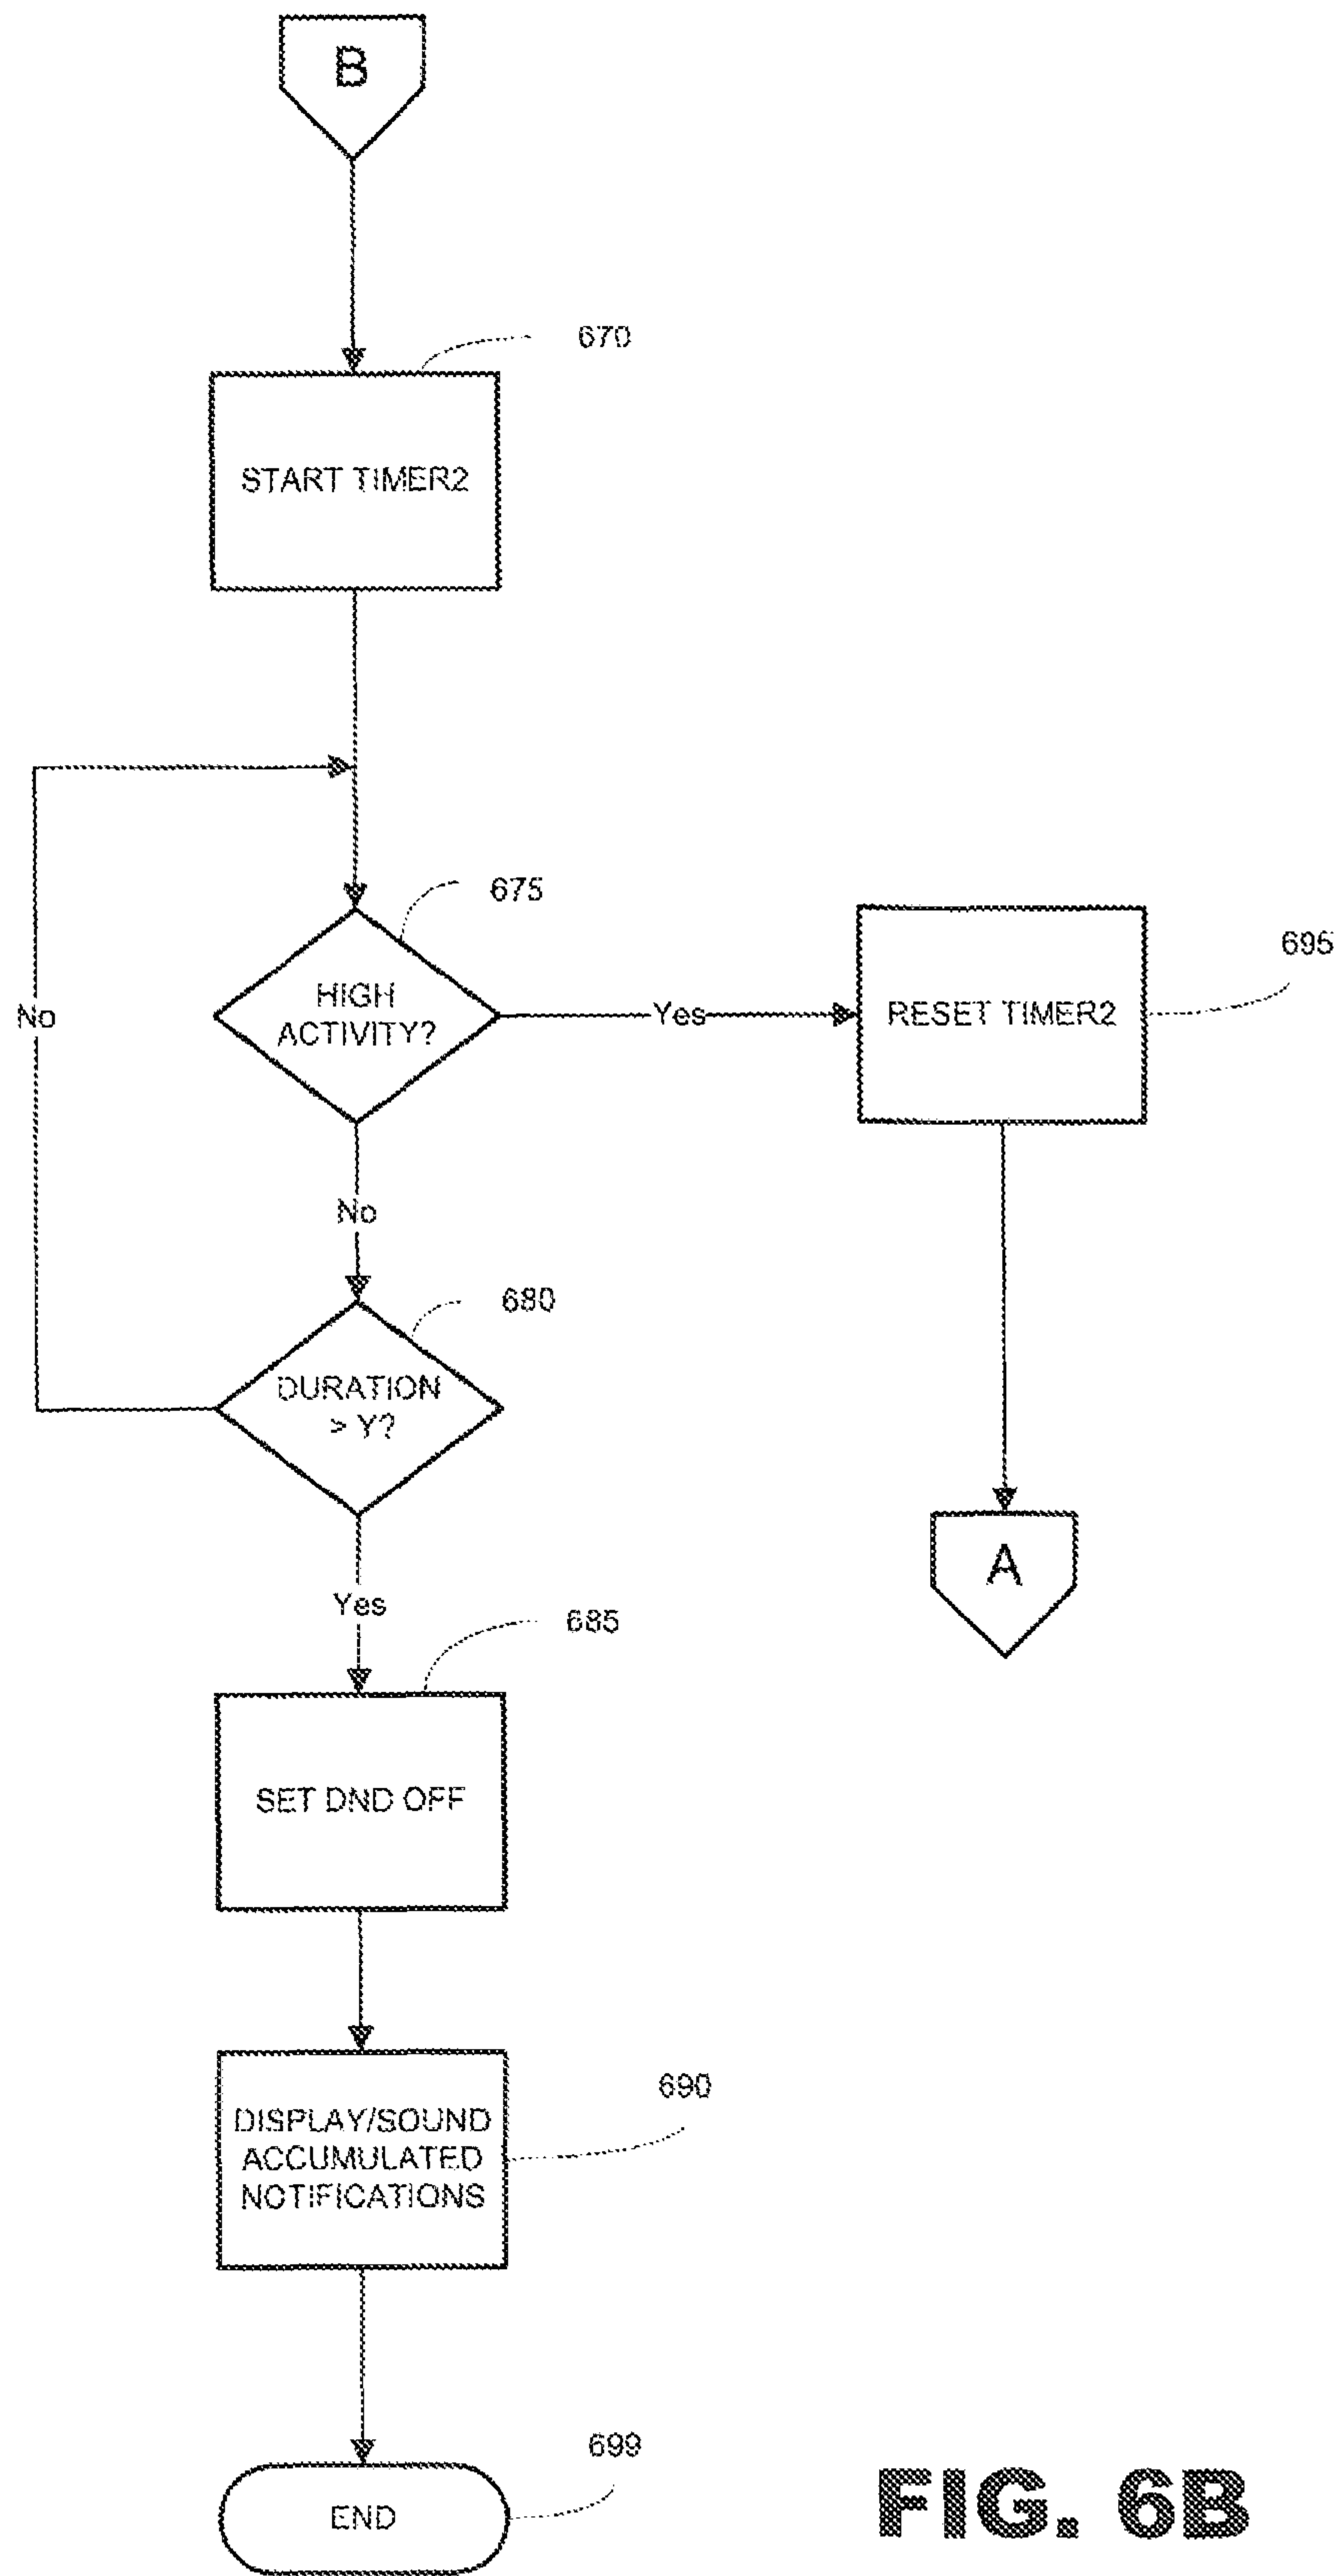 B
670
START TIMER2
675
HIGH
ACTIVITY?
Yes
RESET TIMER2
695
No
No
680
DURATION
> Y?
A
Yes
685
SET DND OFF
690
DISPLAY/SOUND
ACCUMULATED
NOTIFICATIONS
699
END
FIG. 6B